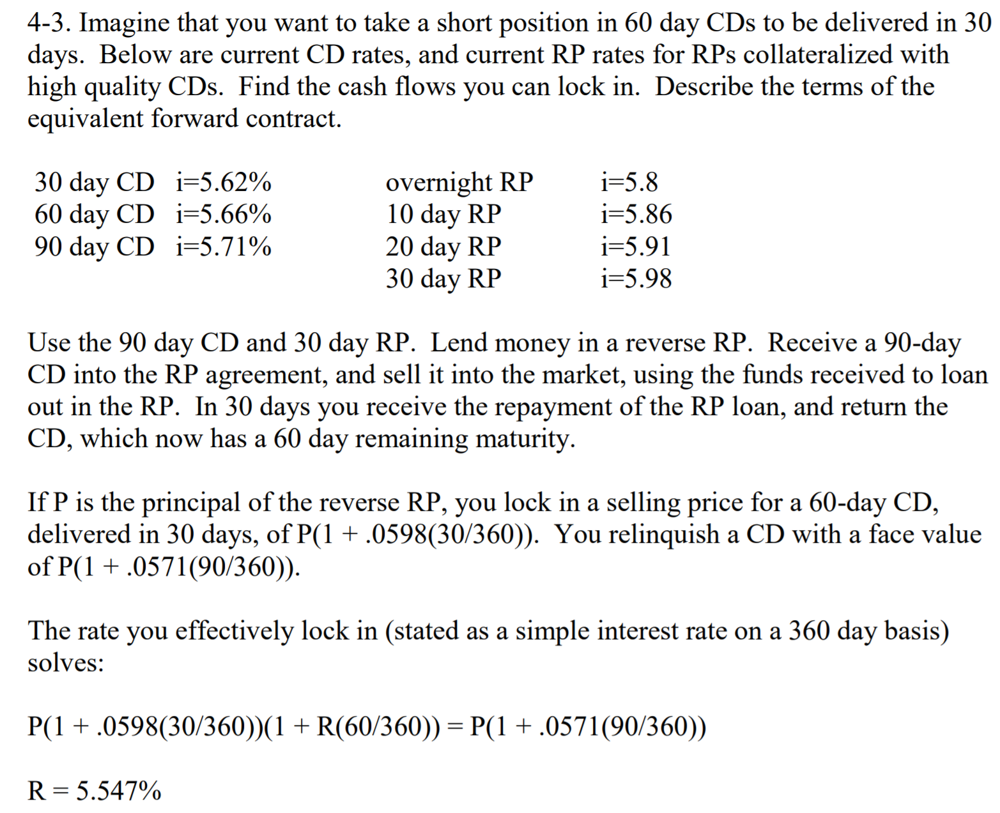 4-3. Imagine that you want to take a short position in 60 day CDs to be delivered in 30
days. Below are current CD rates, and current RP rates for RPs collateralized with
high quality CDs. Find the cash flows you can lock in. Describe the terms of the
equivalent forward contract.
30 day CD i=5.62% overnight RP i=5.8
60 day CD i=5.66% 10 day RP i=5.86
90 day CD i=5.71% 20 day RP i=5.91
30 day RP i=5.98
Use the 90 day CD and 30 day RP. Lend money in a reverse RP. Receive a 90-day
CD into the RP agreement, and sell it into the market, using the funds received to loan
out in the RP. In 30 days you receive the repayment of the RP loan, and return the
CD, which now has a 60 day remaining maturity.
If P is the principal of the reverse RP, you lock in a selling price for a 60-day CD,
delivered in 30 days, of P(1 + .0598(30/360)). You relinquish a CD with a face value
of P(1 + .0571(90/360)).
The rate you effectively lock in (stated as a simple interest rate on a 360 day basis)
solves:
P(1 + .0598(30/360))(1 + R(60/360)) = P(1 + .0571(90/360))
R = 5.547%